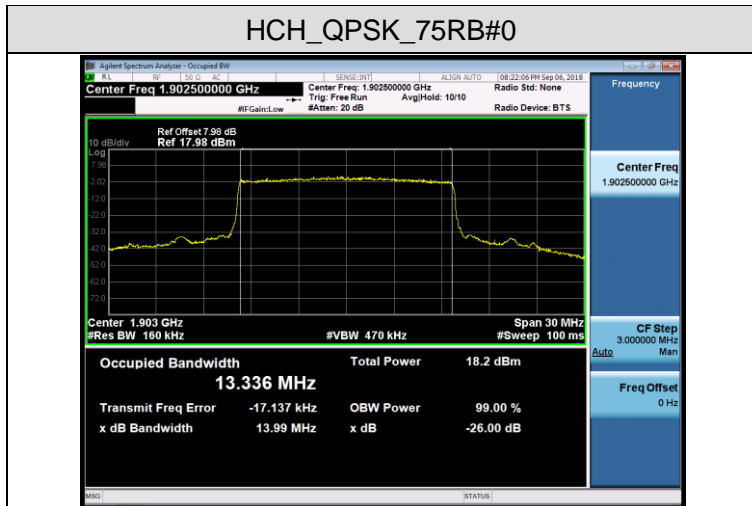 HCH_QPSK_75RB#0
Agilent Spectrum Analyzer - Occupied BW
RL RF 50 Ω AC SENSE:INT ALIGN AUTO 08:22:06 PM Sep 06, 2018
Center Freq 1.902500000 GHz Center Freq: 1.902500000 GHz Radio Std: None
Trig: Free Run Avg|Hold: 10/10
#IFGain:Low #Atten: 20 dB Radio Device: BTS
Ref Offset 7.98 dB
10 dB/div Ref 17.98 dBm
Log
7.98
-2.02
-12.0
-22.0
-32.0
-42.0
-52.0
-62.0
-72.0
Center 1.903 GHz Span 30 MHz
#Res BW 160 kHz #VBW 470 kHz #Sweep 100 ms
Occupied Bandwidth Total Power 18.2 dBm
13.336 MHz
Transmit Freq Error -17.137 kHz OBW Power 99.00 %
x dB Bandwidth 13.99 MHz x dB -26.00 dB
Frequency
Center Freq
1.902500000 GHz
CF Step
3.000000 MHz
Auto Man
Freq Offset
0 Hz
MSG STATUS